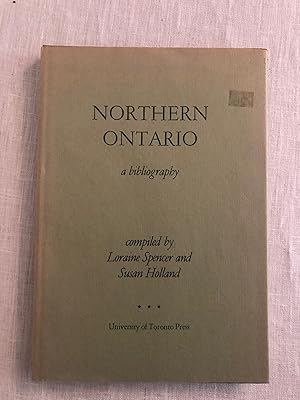 NORTHERN
ONTARIO
a bibliography
compiled by
Loraine Spencer and
Susan Holland
* * *
University of Toronto Press